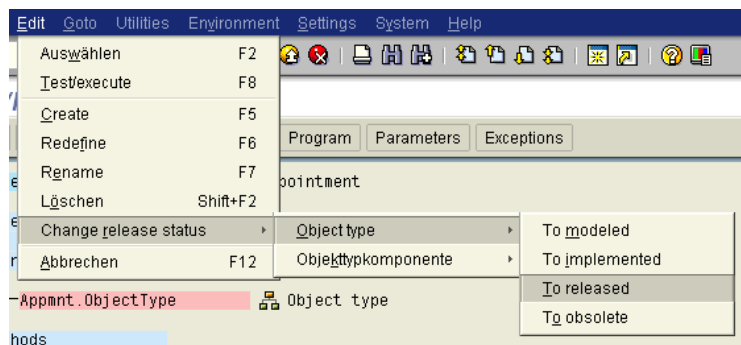 Edit Goto Utilities Environment Settings System Help
Auswählen F2
Test/execute F8
Create F5
Redefine F6
Program Parameters Exceptions
Rename F7
pointment
Löschen Shift+F2
Change release status
Object type
To modeled
Abbrechen F12
Objekttypkomponente
To implemented
To released
Appmnt.ObjectType Object type
To obsolete
hods